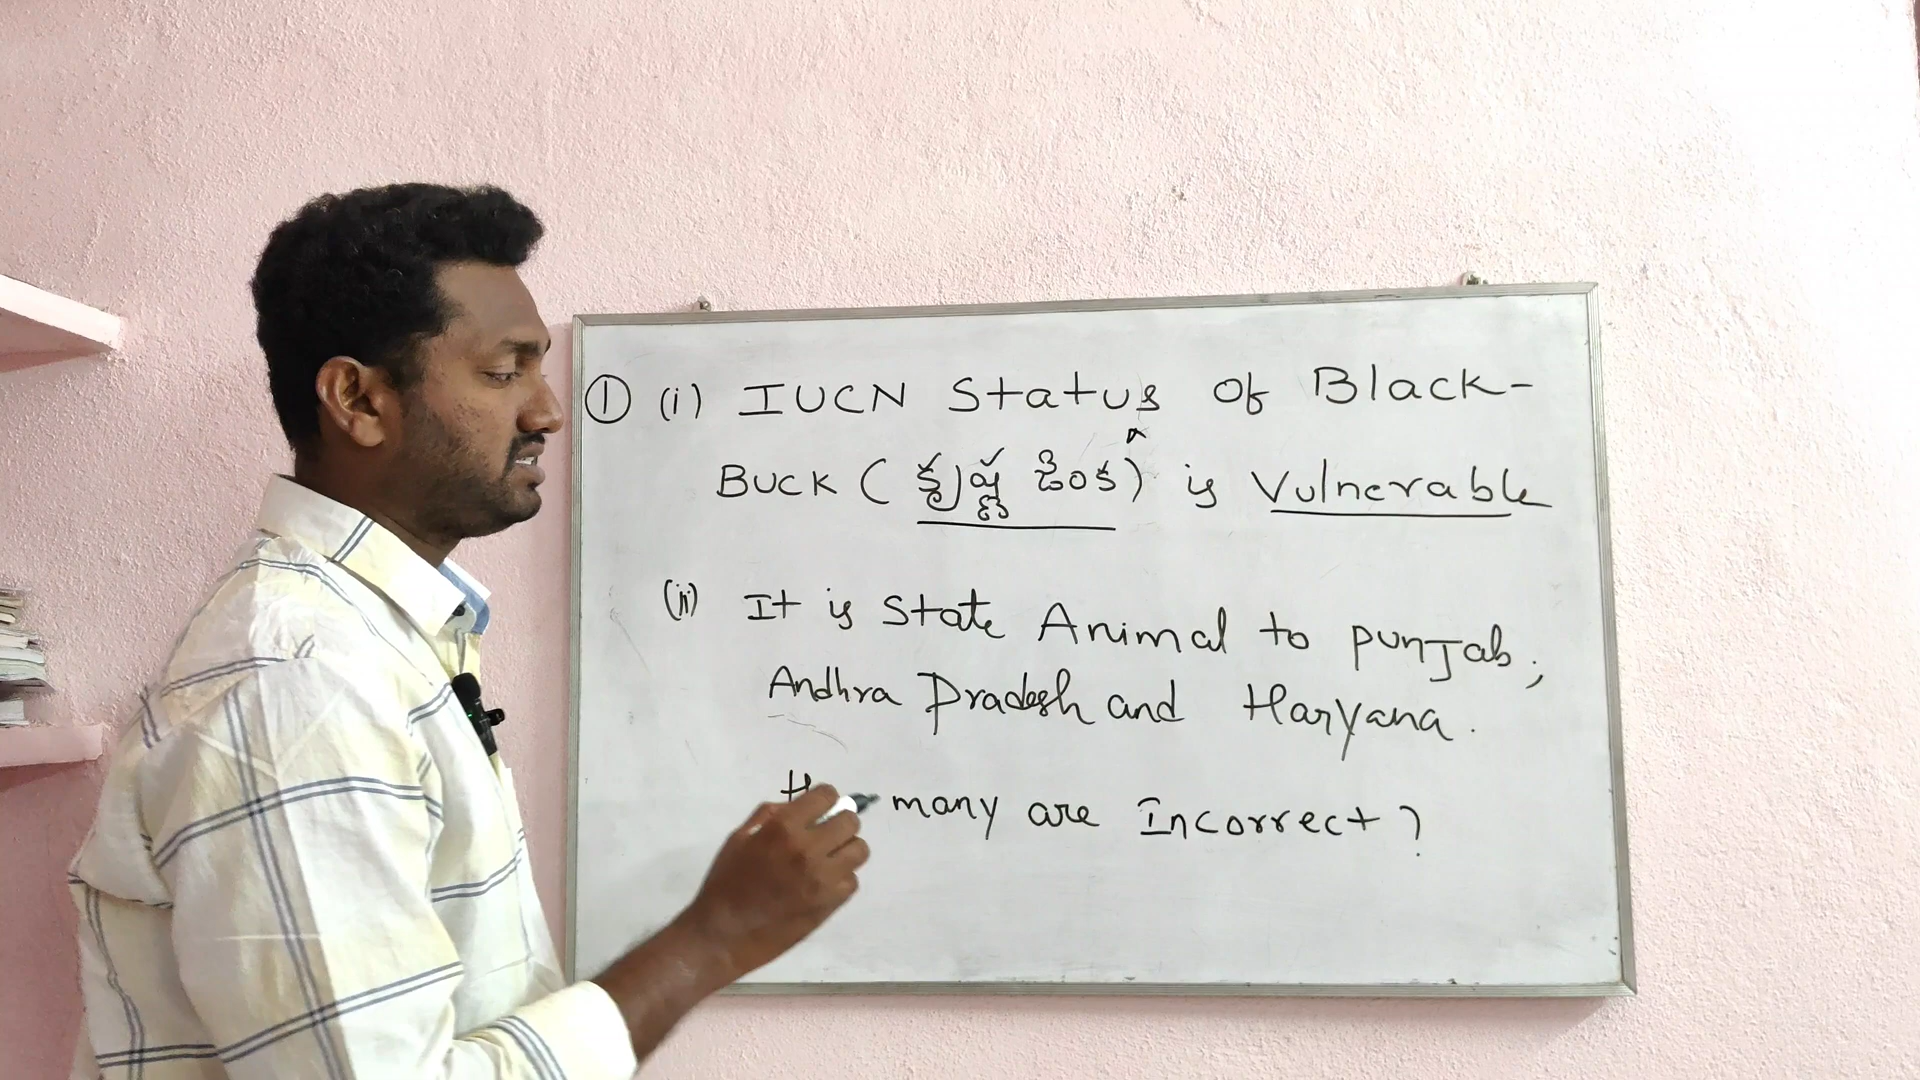 ① (i) IUCN Status of Black-
Buck (కృష్ణ జింక) is Vulnerable
(ii) It is State Animal to punJab,
Andhra Pradesh and Haryana.
many are Incorrect?